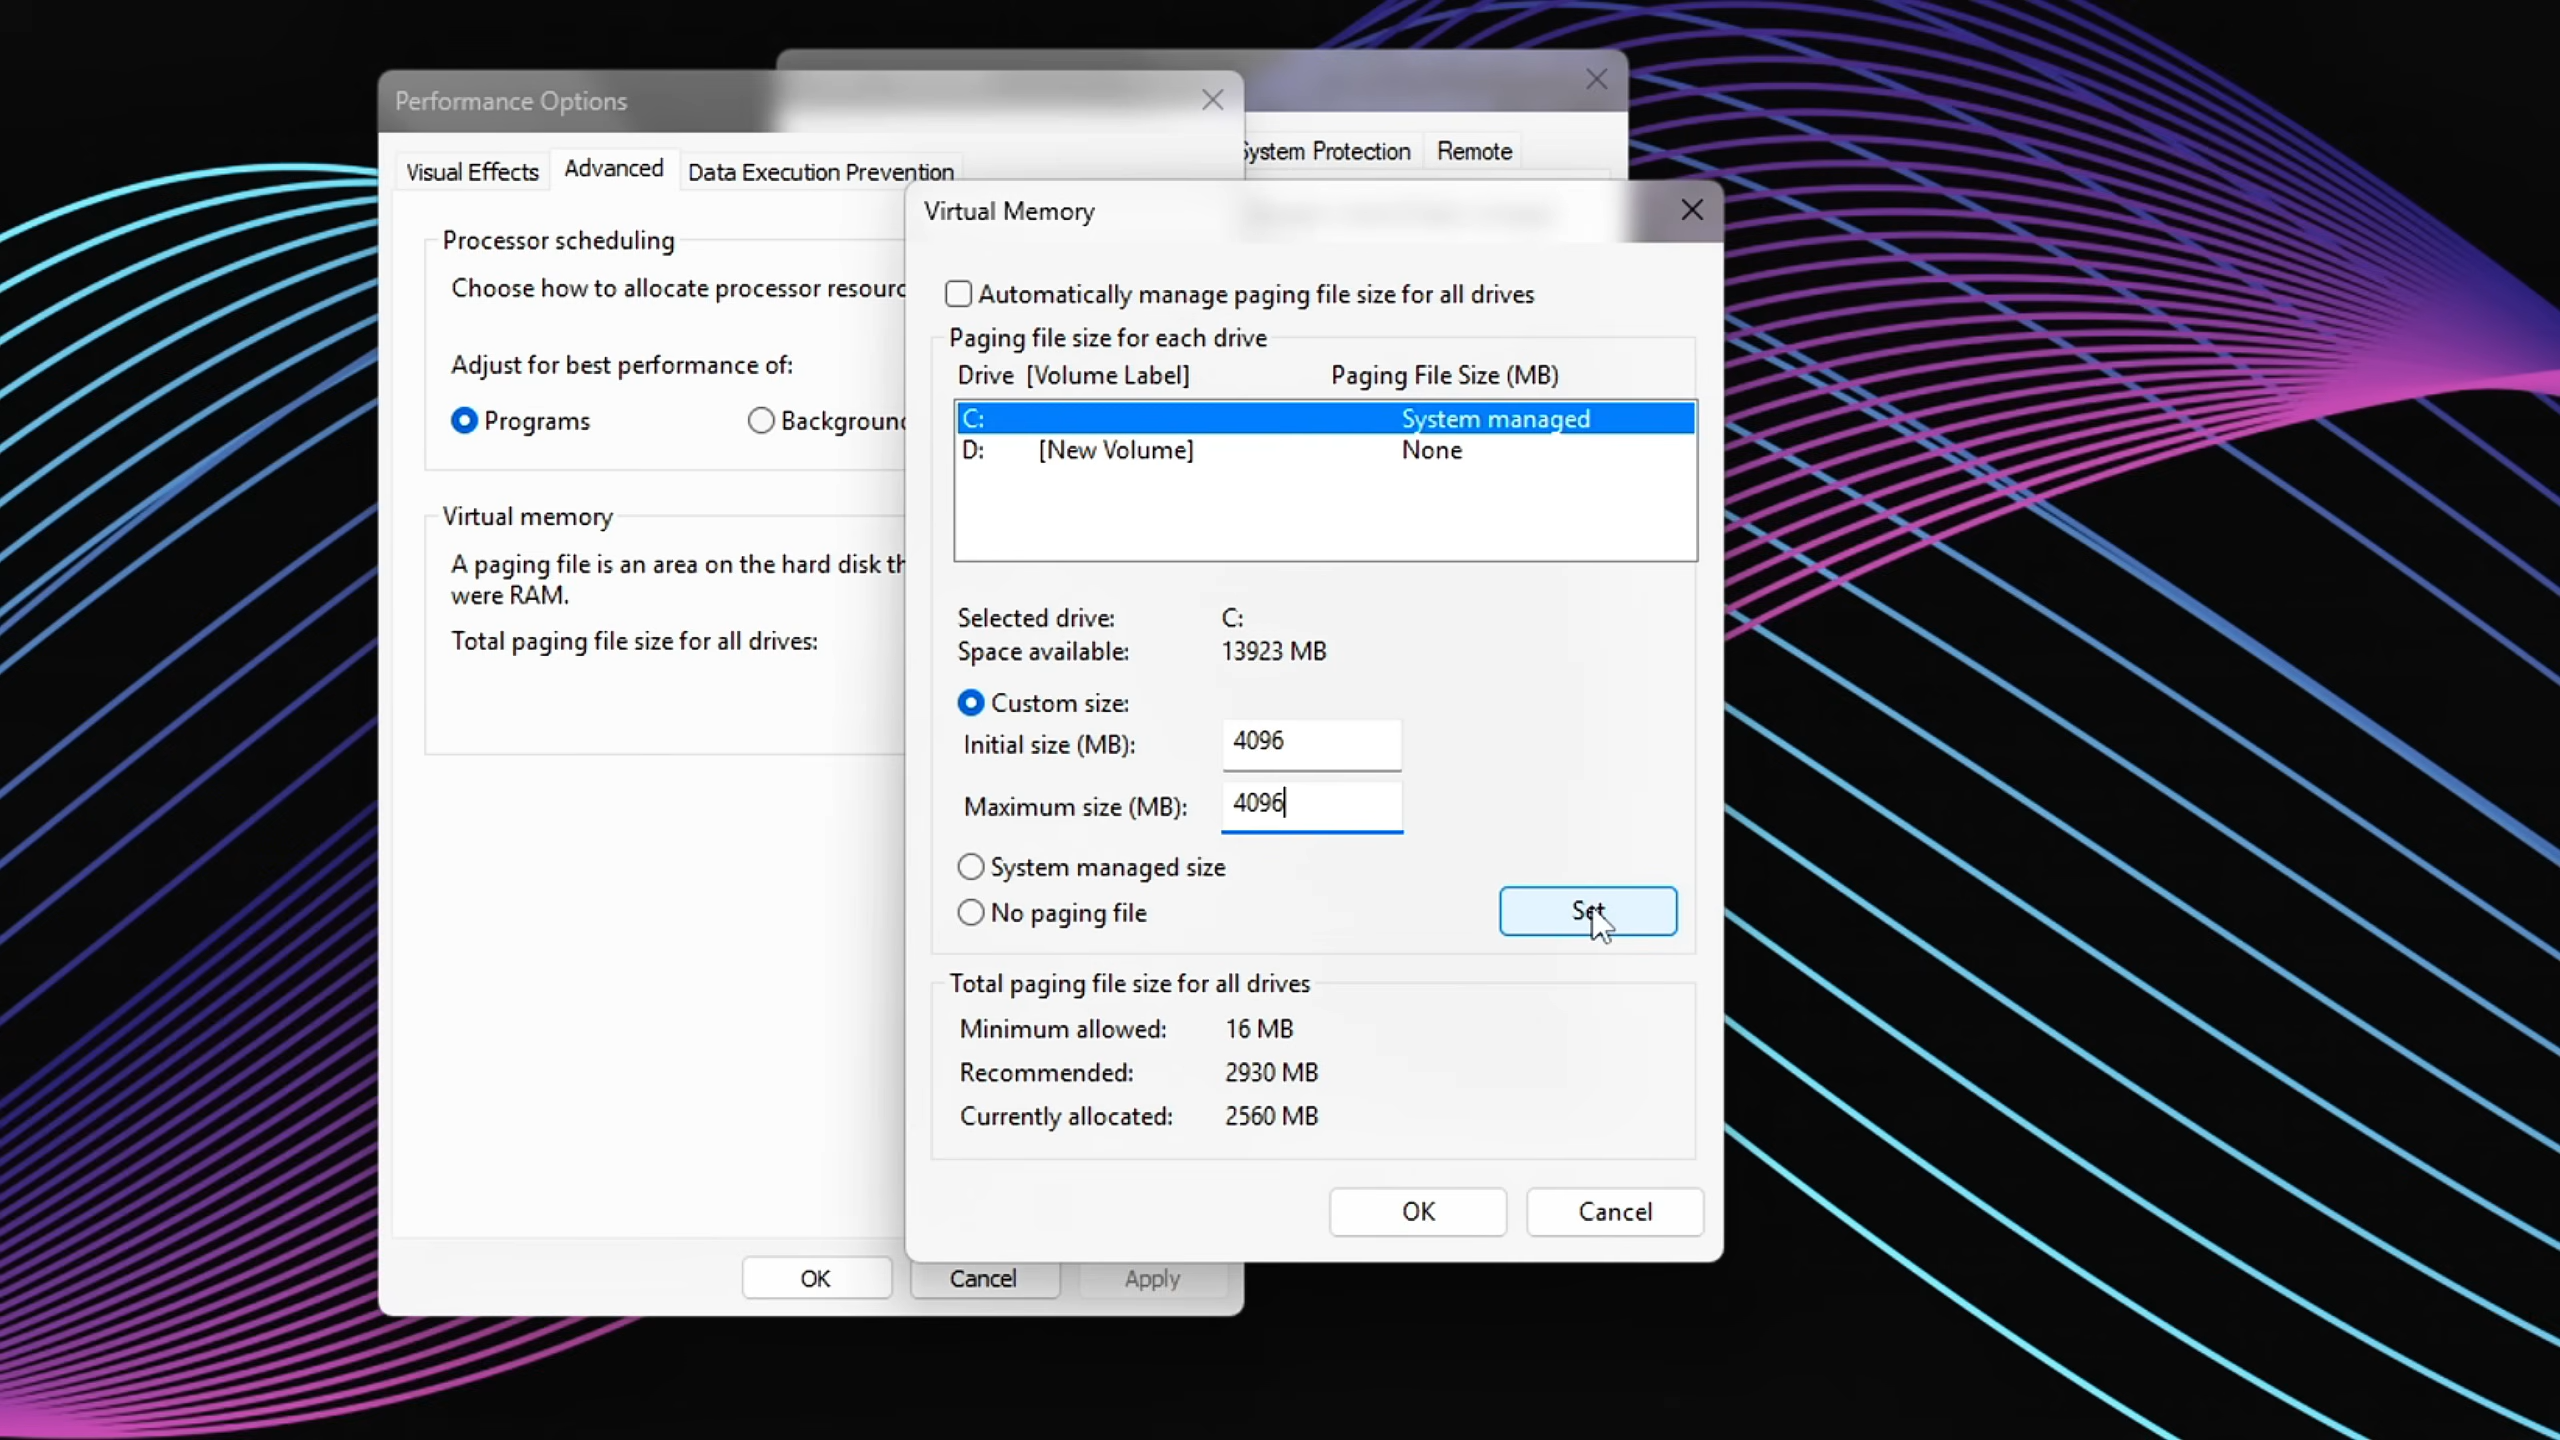 Performance Options
Visual Effects
Advanced
Data Execution Prevention
System Protection
Remote
Processor scheduling
Choose how to allocate processor resourc
Adjust for best performance of:
Programs
Background
Virtual memory
A paging file is an area on the hard disk th
were RAM.
Total paging file size for all drives:
OK
Cancel
Apply
Virtual Memory
Automatically manage paging file size for all drives
Paging file size for each drive
Drive [Volume Label] Paging File Size (MB)
C: System managed
D: [New Volume] None
Selected drive: C:
Space available: 13923 MB
Custom size:
Initial size (MB): 4096
Maximum size (MB): 4096
System managed size
No paging file
Set
Total paging file size for all drives
Minimum allowed: 16 MB
Recommended: 2930 MB
Currently allocated: 2560 MB
OK
Cancel